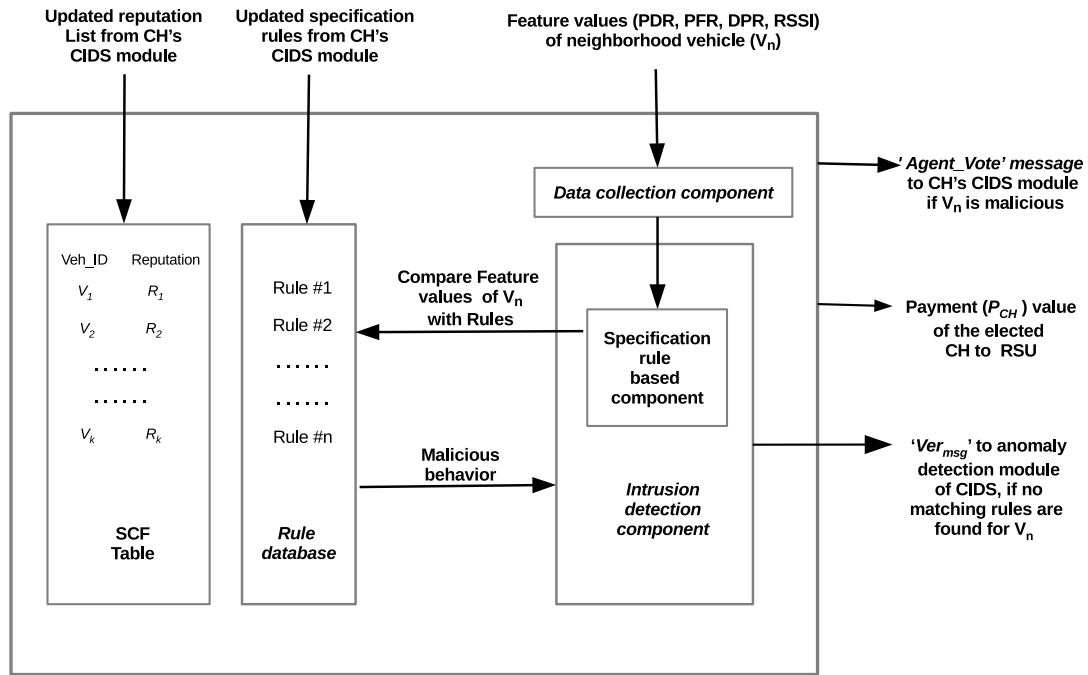 Updated reputation
List from CH's
CIDS module
Updated specification
rules from CH's
CIDS module
Feature values (PDR, PFR, DPR, RSSI)
of neighborhood vehicle (Vn)
' Agent_Vote' message
to CH's CIDS module
if Vn is malicious
Data collection component
Veh_ID Reputation
V1 R1
V2 R2
......
......
Vk Rk
SCF
Table
Rule #1
Rule #2
......
......
Rule #n
Rule
database
Compare Feature
values of Vn
with Rules
Malicious
behavior
Specification
rule
based
component
Intrusion
detection
component
Payment (PCH ) value
of the elected
CH to RSU
‘Vermsg’ to anomaly
detection module
of CIDS, if no
matching rules are
found for Vn